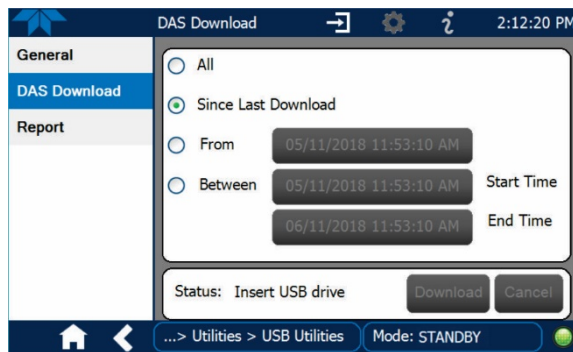 DAS Download
2:12:20 PM
General
DAS Download
Report
All
Since Last Download
From 05/11/2018 11:53:10 AM
Between 05/11/2018 11:53:10 AM Start Time
06/11/2018 11:53:10 AM End Time
Status: Insert USB drive Download Cancel
...> Utilities > USB Utilities Mode: STANDBY